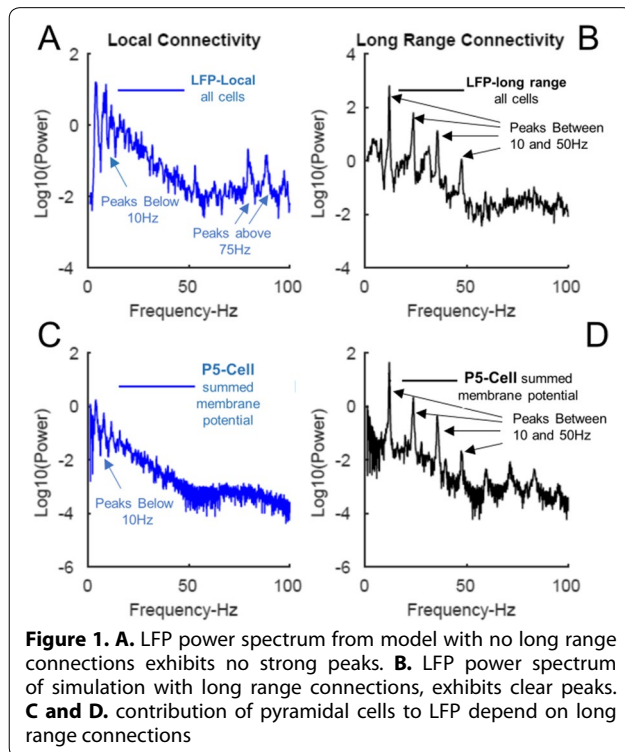 A
Local Connectivity
2
0
-2
-4
Log10(Power)
LFP-Local
all cells
Peaks Below
10Hz
Peaks above
75Hz
0
50
100
Frequency-Hz
Long Range Connectivity
B
4
2
0
-2
-4
Log10(Power)
LFP-long range
all cells
Peaks Between
10 and 50Hz
0
50
100
Frequency-Hz
C
2
0
-2
-4
-6
Log10(Power)
P5-Cell
summed
membrane
potential
Peaks Below
10Hz
0
50
100
Frequency-Hz
D
2
0
-2
-4
-6
Log10(Power)
P5-Cell summed
membrane potential
Peaks Between
10 and 50Hz
0
50
100
Frequency-Hz
Figure 1. A. LFP power spectrum from model with no long range
connections exhibits no strong peaks. B. LFP power spectrum
of simulation with long range connections, exhibits clear peaks.
C and D. contribution of pyramidal cells to LFP depend on long
range connections